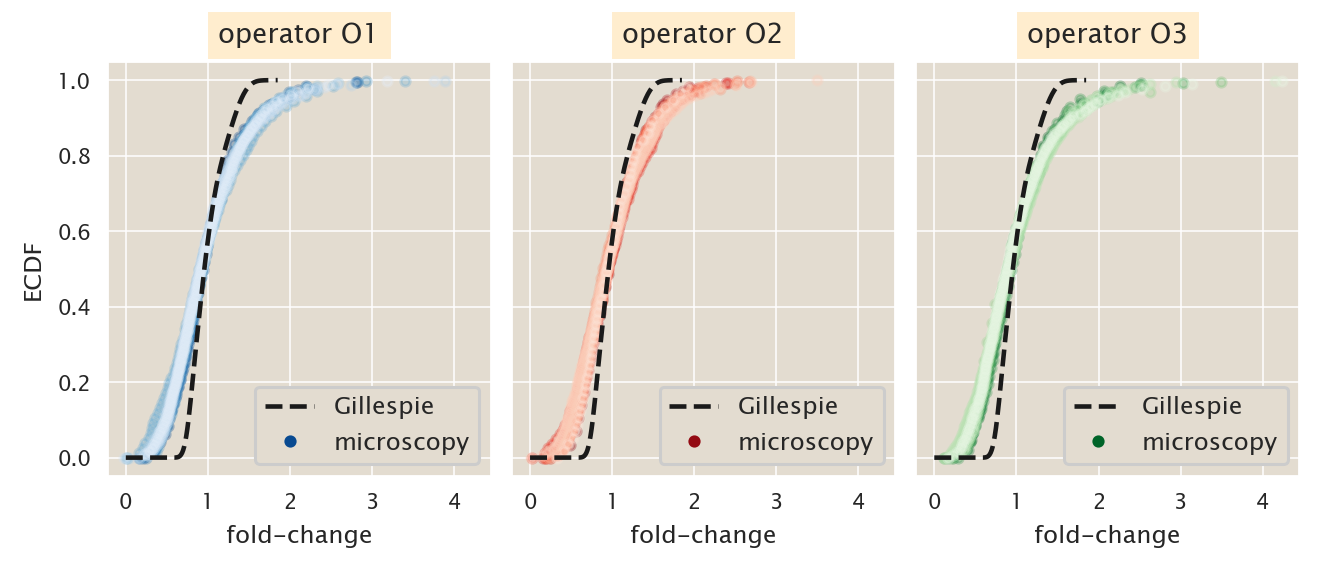 operator O1
operator O2
operator O3
ECDF
1.0
0.8
0.6
0.4
0.2
0.0
Gillespie
microscopy
Gillespie
microscopy
Gillespie
microscopy
0 1 2 3 4
0 1 2 3 4
0 1 2 3 4
fold-change
fold-change
fold-change